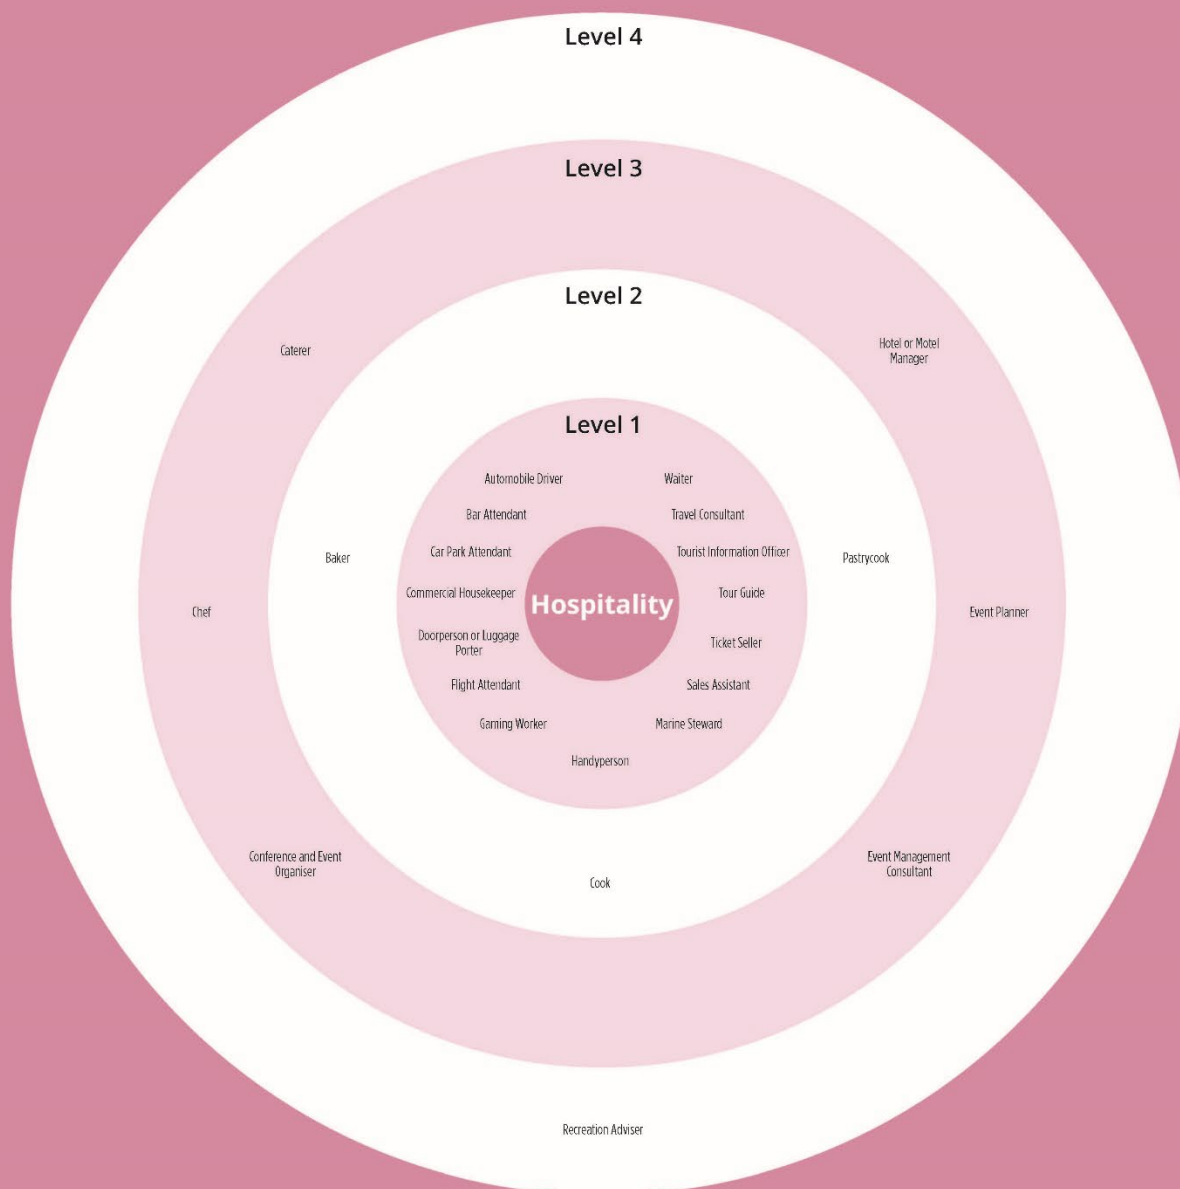 Level 4
Level 3
Level 2
Caterer
Hotel or Motel
Manager
Level 1
Automobile Driver
Waiter
Bar Attendant
Travel Consultant
Car Park Attendant
Tourist Information Officer
Baker
Pastrycook
Commercial Housekeeper
Tour Guide
Hospitality
Chef
Event Planner
Doorperson or Luggage
Porter
Ticket Seller
Flight Attendant
Sales Assistant
Gaming Worker
Marine Steward
Handyperson
Conference and Event
Organiser
Event Management
Consultant
Cook
Recreation Adviser